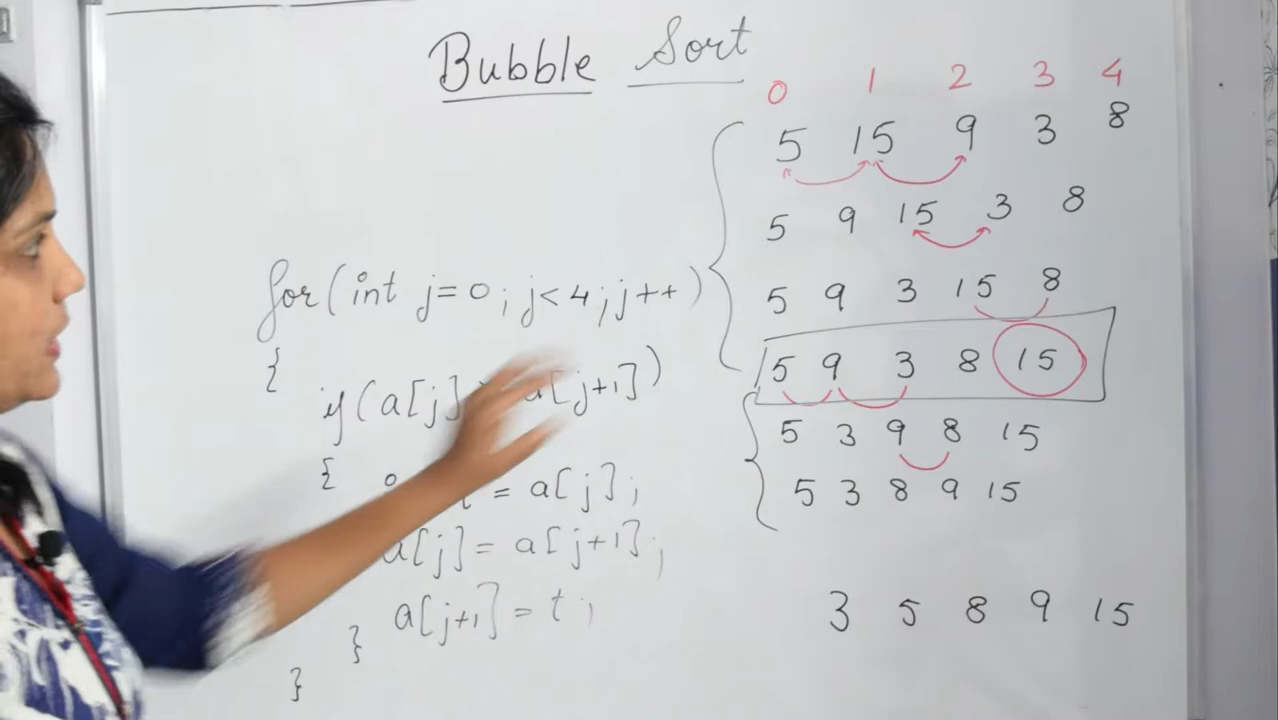 Bubble Sort
0 1 2 3 4
5 15 9 3 8
5 9 15 3 8
for(int j=0; j<4; j++)
5 9 3 15 8
{
5 9 3 8 15
if(a[j] a[j+1])
5 3 9 8 15
{
= a[j];
5 3 8 9 15
a[j]= a[j+1];
a[j+1]= t;
3 5 8 9 15
}
}